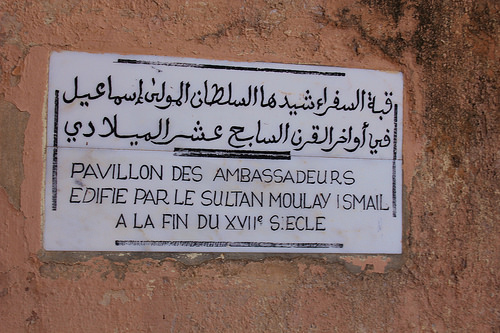 قبة السفراء شيدها السلطان المولى إسماعيل
في أواخر القرن السابع عشر الميلادي
PAVILLON DES AMBASSADEURS
EDIFIE PAR LE SULTAN MOULAY ISMAIL
A LA FIN DU XVIIe SIECLE